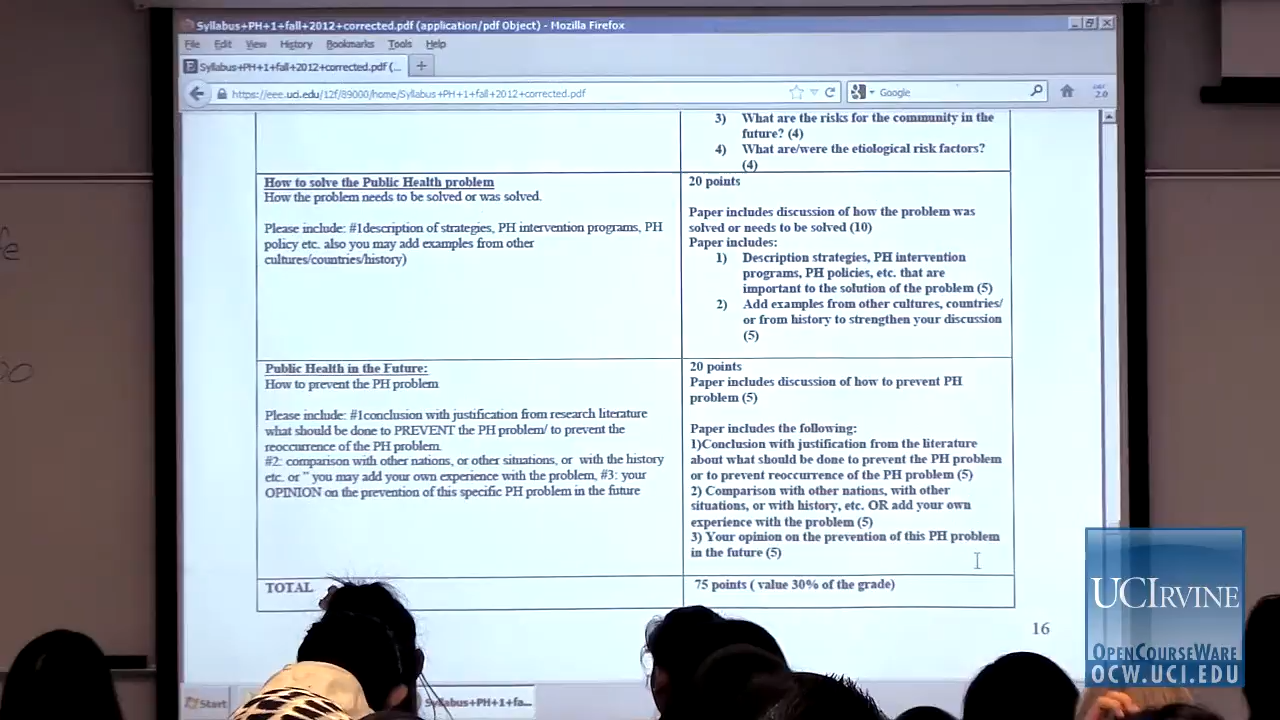 Syllabus+PH+1+fall+2012+corrected.pdf (application/pdf Object) - Mozilla Firefox
File Edit View History Bookmarks Tools Help
Syllabus+PH+1+fall+2012+corrected.pdf (...
https://eee.uci.edu/12f/89000/home/Syllabus+PH+1+fall+2012+corrected.pdf
Google
3) What are the risks for the community in the
future? (4)
4) What are/were the etiological risk factors?
(4)
How to solve the Public Health problem
How the problem needs to be solved or was solved.
Please include: #1description of strategies, PH intervention programs, PH
policy etc. also you may add examples from other
cultures/countries/history)
20 points
Paper includes discussion of how the problem was
solved or needs to be solved (10)
Paper includes:
1) Description strategies, PH intervention
programs, PH policies, etc. that are
important to the solution of the problem (5)
2) Add examples from other cultures, countries/
or from history to strengthen your discussion
(5)
Public Health in the Future:
How to prevent the PH problem
Please include: #1conclusion with justification from research literature
what should be done to PREVENT the PH problem/ to prevent the
reoccurrence of the PH problem.
#2: comparison with other nations, or other situations, or with the history
etc. or " you may add your own experience with the problem, #3: your
OPINION on the prevention of this specific PH problem in the future
20 points
Paper includes discussion of how to prevent PH
problem (5)
Paper includes the following:
1)Conclusion with justification from the literature
about what should be done to prevent the PH problem
or to prevent reoccurrence of the PH problem (5)
2) Comparison with other nations, with other
situations, or with history, etc. OR add your own
experience with the problem (5)
3) Your opinion on the prevention of this PH problem
in the future (5)
TOTAL
75 points ( value 30% of the grade)
16
Start
Syllabus+PH+1+fa...
UCIRVINE
OPENCOURSEWARE
OCW.UCI.EDU